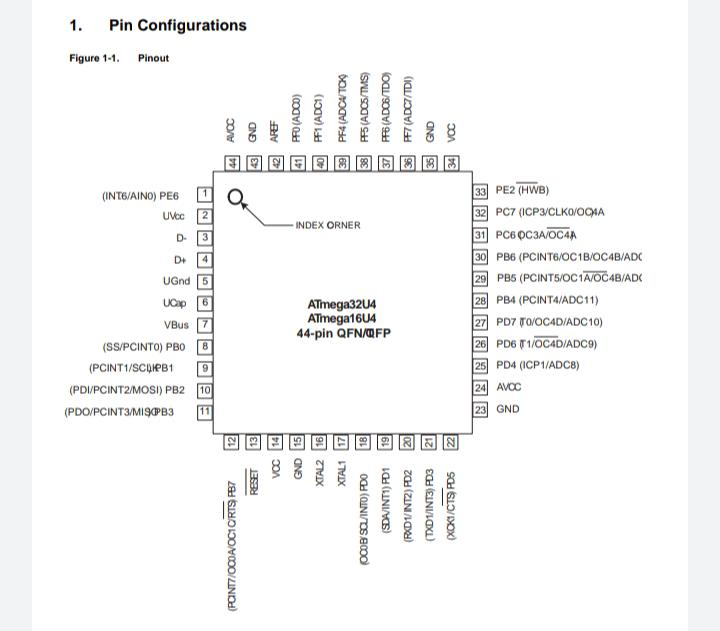 1. Pin Configurations
Figure 1-1. Pinout
AVCC
GND
AREF
PF0 (ADC0)
PF1 (ADC1)
PF4 (ADC4/TCK)
PF5 (ADC5/TMS)
PF6 (ADC6/TDO)
PF7 (ADC7/TDI)
GND
VCC
44 43 42 41 40 39 38 37 36 35 34
(INT6/AIN0) PE6 1
UVcc 2
D- 3
D+ 4
UGnd 5
UCap 6
VBus 7
(SS/PCINT0) PB0 8
(PCINT1/SCLK) PB1 9
(PDI/PCINT2/MOSI) PB2 10
(PDO/PCINT3/MISO) PB3 11
INDEX ORNER
ATmega32U4
ATmega16U4
44-pin QFN/TQFP
33 PE2 (HWB)
32 PC7 (ICP3/CLK0/OC4A
31 PC6 OC3A/OC4A
30 PB6 (PCINT6/OC1B/OC4B/ADC
29 PB5 (PCINT5/OC1A/OC4B/ADC
28 PB4 (PCINT4/ADC11)
27 PD7 (T0/OC4D/ADC10)
26 PD6 (T1/OC4D/ADC9)
25 PD4 (ICP1/ADC8)
24 AVCC
23 GND
12 13 14 15 16 17 18 19 20 21 22
(PCINT7/OC0A/OC1C/RTS) PB7
RESET
VCC
GND
XTAL2
XTAL1
(OC0B/SCL/INT0) PD0
(SDA/INT1) PD1
(RXD1/INT2) PD2
(TXD1/INT3) PD3
(XCK1/CTS) PD5